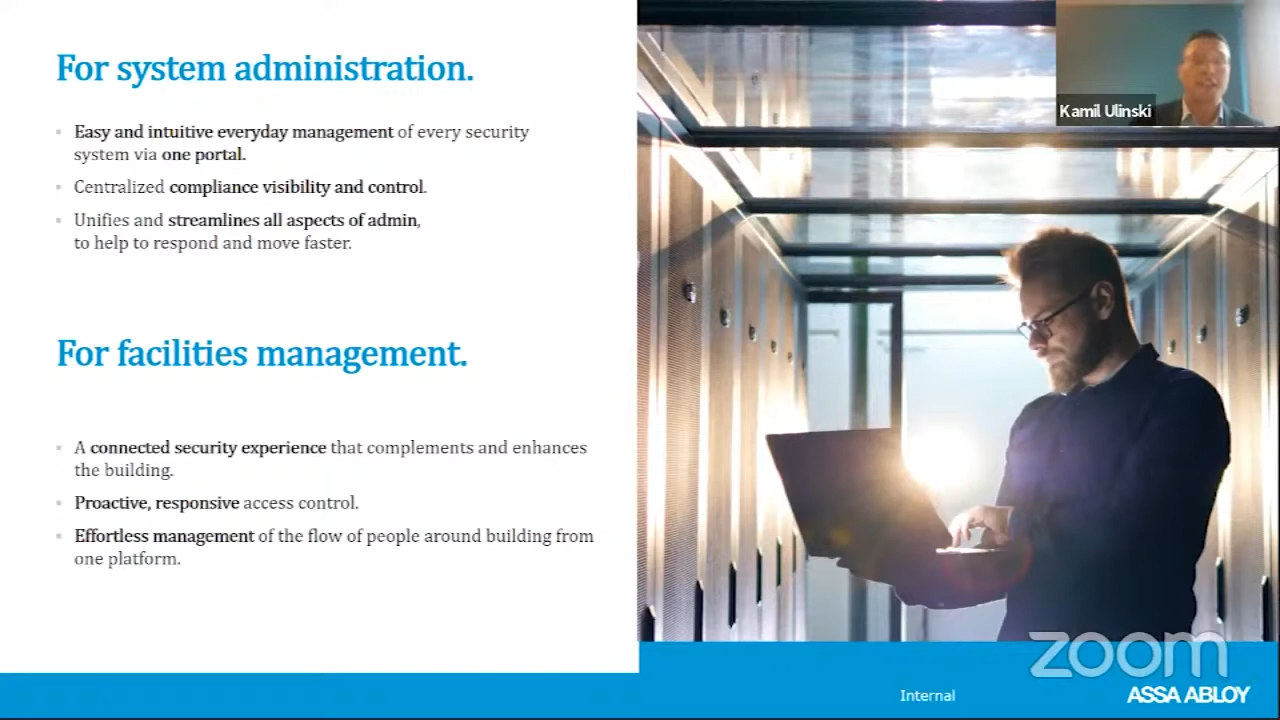 For system administration.
Easy and intuitive everyday management of every security
system via one portal.
Centralized compliance visibility and control.
Unifies and streamlines all aspects of admin,
to help to respond and move faster.
For facilities management.
A connected security experience that complements and enhances
the building.
Proactive, responsive access control.
Effortless management of the flow of people around building from
one platform.
Kamil Ulinski
zoom
Internal
ASSA ABLOY